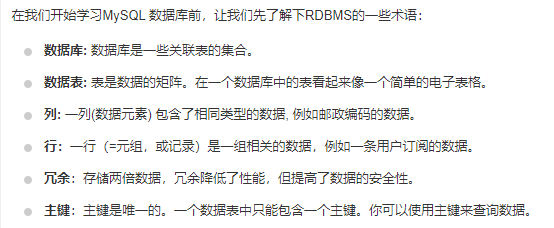 在我们开始学习MySQL 数据库前，让我们先了解下RDBMS的一些术语：
数据库: 数据库是一些关联表的集合。
数据表: 表是数据的矩阵。在一个数据库中的表看起来像一个简单的电子表格。
列: 一列(数据元素) 包含了相同类型的数据, 例如邮政编码的数据。
行：一行（=元组，或记录）是一组相关的数据，例如一条用户订阅的数据。
冗余：存储两倍数据，冗余降低了性能，但提高了数据的安全性。
主键：主键是唯一的。一个数据表中只能包含一个主键。你可以使用主键来查询数据。